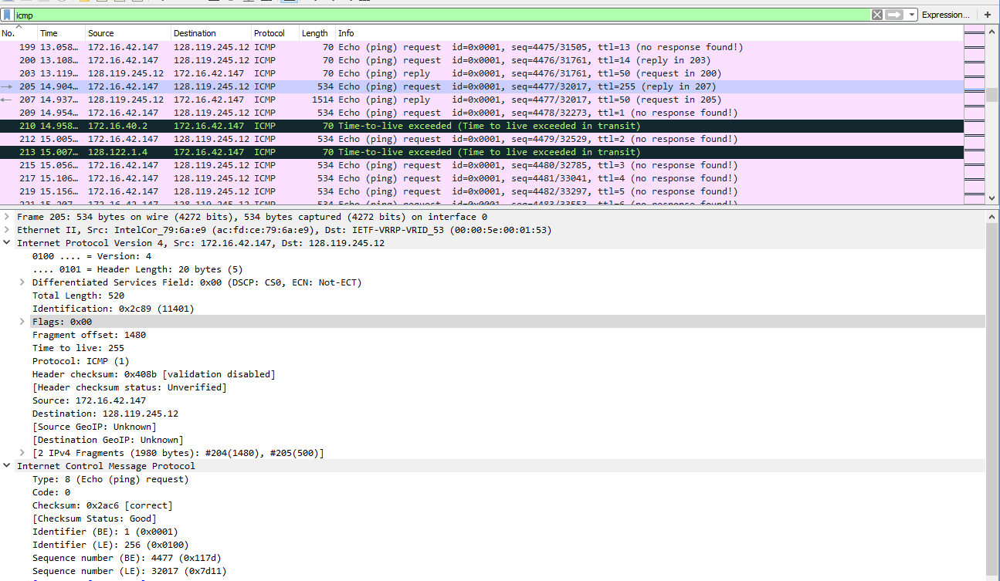 icmp Expression... +
No. Time Source Destination Protocol Length Info
199 13.058… 172.16.42.147 128.119.245.12 ICMP 70 Echo (ping) request id=0x0001, seq=4475/31505, ttl=13 (no response found!)
200 13.108… 172.16.42.147 128.119.245.12 ICMP 70 Echo (ping) request id=0x0001, seq=4476/31761, ttl=14 (reply in 203)
203 13.119… 128.119.245.12 172.16.42.147 ICMP 70 Echo (ping) reply id=0x0001, seq=4476/31761, ttl=50 (request in 200)
205 14.904… 172.16.42.147 128.119.245.12 ICMP 534 Echo (ping) request id=0x0001, seq=4477/32017, ttl=255 (reply in 207)
207 14.937… 128.119.245.12 172.16.42.147 ICMP 1514 Echo (ping) reply id=0x0001, seq=4477/32017, ttl=50 (request in 205)
209 14.954… 172.16.42.147 128.119.245.12 ICMP 534 Echo (ping) request id=0x0001, seq=4478/32273, ttl=1 (no response found!)
210 14.958… 172.16.40.2 172.16.42.147 ICMP 70 Time-to-live exceeded (Time to live exceeded in transit)
212 15.005… 172.16.42.147 128.119.245.12 ICMP 534 Echo (ping) request id=0x0001, seq=4479/32529, ttl=2 (no response found!)
213 15.007… 128.122.1.4 172.16.42.147 ICMP 70 Time-to-live exceeded (Time to live exceeded in transit)
215 15.056… 172.16.42.147 128.119.245.12 ICMP 534 Echo (ping) request id=0x0001, seq=4480/32785, ttl=3 (no response found!)
217 15.106… 172.16.42.147 128.119.245.12 ICMP 534 Echo (ping) request id=0x0001, seq=4481/33041, ttl=4 (no response found!)
219 15.156… 172.16.42.147 128.119.245.12 ICMP 534 Echo (ping) request id=0x0001, seq=4482/33297, ttl=5 (no response found!)
221 15.207… 172.16.42.147 128.119.245.12 ICMP 534 Echo (ping) request id=0x0001, seq=4483/33553, ttl=6 (no response found!)
Frame 205: 534 bytes on wire (4272 bits), 534 bytes captured (4272 bits) on interface 0
Ethernet II, Src: IntelCor_79:6a:e9 (ac:fd:ce:79:6a:e9), Dst: IETF-VRRP-VRID_53 (00:00:5e:00:01:53)
Internet Protocol Version 4, Src: 172.16.42.147, Dst: 128.119.245.12
0100 .... = Version: 4
.... 0101 = Header Length: 20 bytes (5)
Differentiated Services Field: 0x00 (DSCP: CS0, ECN: Not-ECT)
Total Length: 520
Identification: 0x2c89 (11401)
Flags: 0x00
Fragment offset: 1480
Time to live: 255
Protocol: ICMP (1)
Header checksum: 0x408b [validation disabled]
[Header checksum status: Unverified]
Source: 172.16.42.147
Destination: 128.119.245.12
[Source GeoIP: Unknown]
[Destination GeoIP: Unknown]
[2 IPv4 Fragments (1980 bytes): #204(1480), #205(500)]
Internet Control Message Protocol
Type: 8 (Echo (ping) request)
Code: 0
Checksum: 0x2ac6 [correct]
[Checksum Status: Good]
Identifier (BE): 1 (0x0001)
Identifier (LE): 256 (0x0100)
Sequence number (BE): 4477 (0x117d)
Sequence number (LE): 32017 (0x7d11)